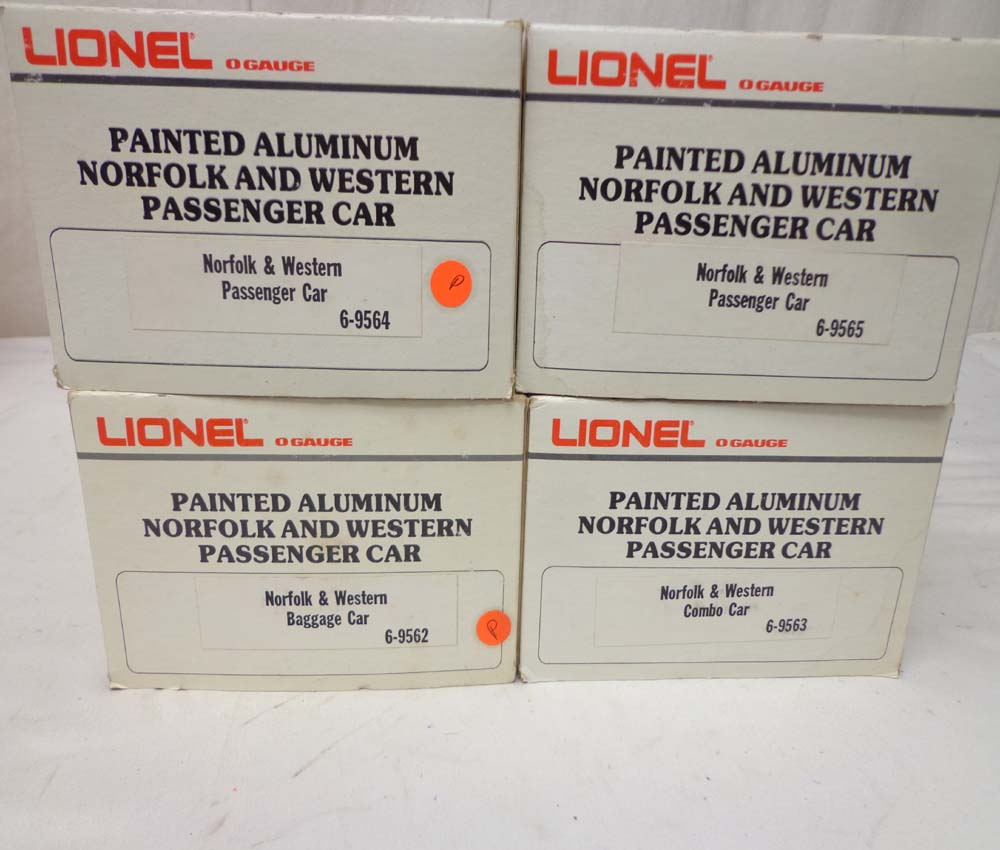 LIONEL O GAUGE
PAINTED ALUMINUM
NORFOLK AND WESTERN
PASSENGER CAR
Norfolk & Western
Passenger Car
6-9564
P
LIONEL O GAUGE
PAINTED ALUMINUM
NORFOLK AND WESTERN
PASSENGER CAR
Norfolk & Western
Passenger Car
6-9565
LIONEL O GAUGE
PAINTED ALUMINUM
NORFOLK AND WESTERN
PASSENGER CAR
Norfolk & Western
Baggage Car
6-9562
P
LIONEL O GAUGE
PAINTED ALUMINUM
NORFOLK AND WESTERN
PASSENGER CAR
Norfolk & Western
Combo Car
6-9563